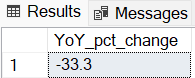 Results Messages
YoY_pct_change
1 -33.3